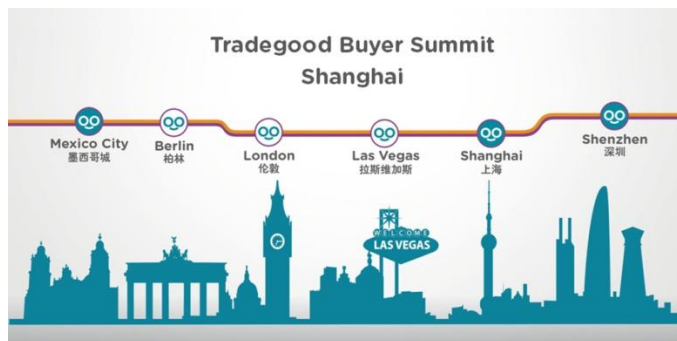 Tradegood Buyer Summit
Shanghai
Mexico City
墨西哥城
Berlin
柏林
London
伦敦
Las Vegas
拉斯维加斯
Shanghai
上海
Shenzhen
深圳
WELCOME
LAS VEGAS